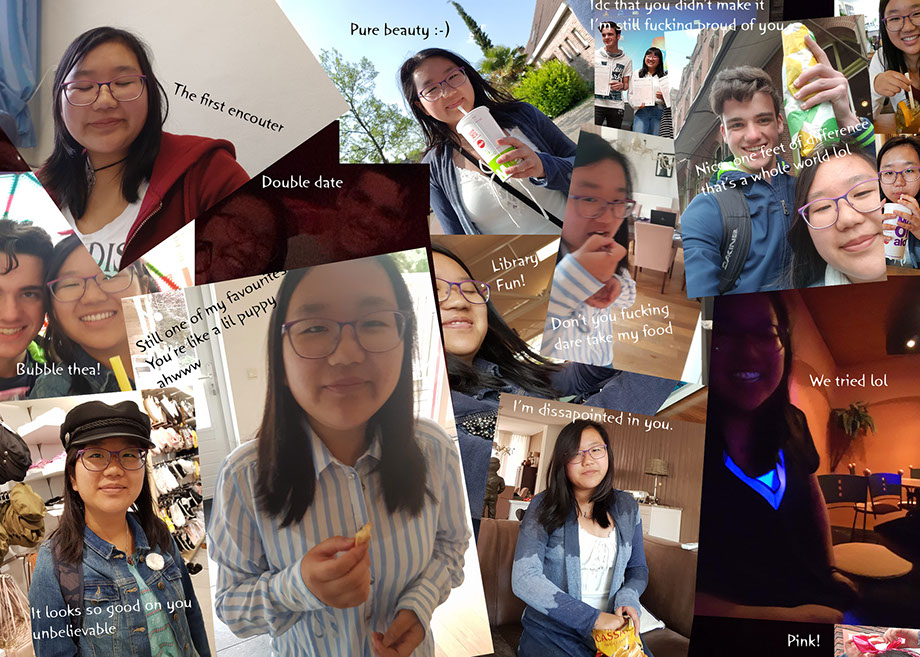 Idc that you didn't make it
I'm still fucking proud of you
Pure beauty :-)
The first encouter
Double date
Nice, one feet of difference
that's a whole world lol
Library
Fun!
Still one of my favourites
You're like a lil puppy
ahwww
Don't you fucking
dare take my food
Bubble thea!
We tried lol
I'm dissapointed in you.
It looks so good on you
unbelievable
Pink!